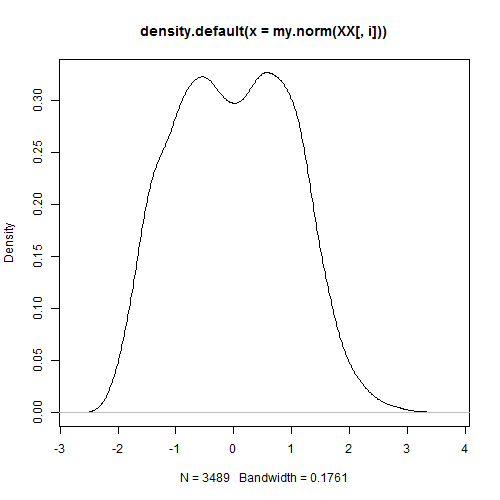 density.default(x = my.norm(XX[, i]))
Density
0.30
0.25
0.20
0.15
0.10
0.05
0.00
-3 -2 -1 0 1 2 3 4
N = 3489 Bandwidth = 0.1761